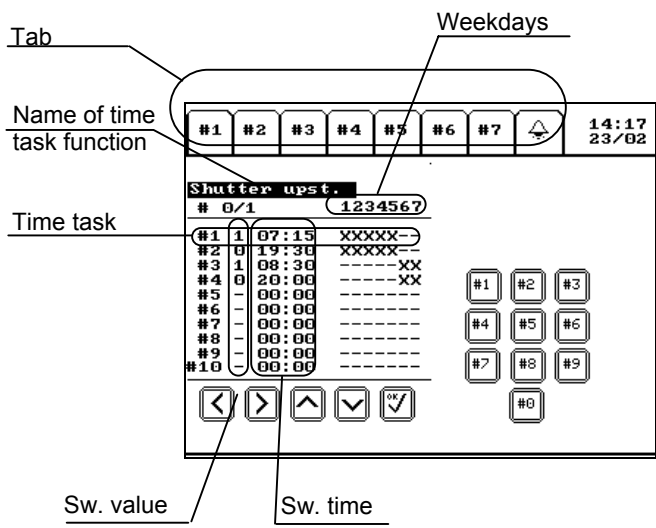 Weekdays
Tab
Name of time
task function
Time task
#1 #2 #3 #4 #5 #6 #7 14:17
23/02
Shutter upst.
# 0/1 1234567
#1 1 07:15 XXXXX--
#2 0 19:30 XXXXX--
#3 1 08:30 -----XX
#4 0 20:00 -----XX
#5 - 00:00 -------
#6 - 00:00 -------
#7 - 00:00 -------
#8 - 00:00 -------
#9 - 00:00 -------
#10 - 00:00 -------
#1 #2 #3
#4 #5 #6
#7 #8 #9
#0
OK
Sw. value
Sw. time